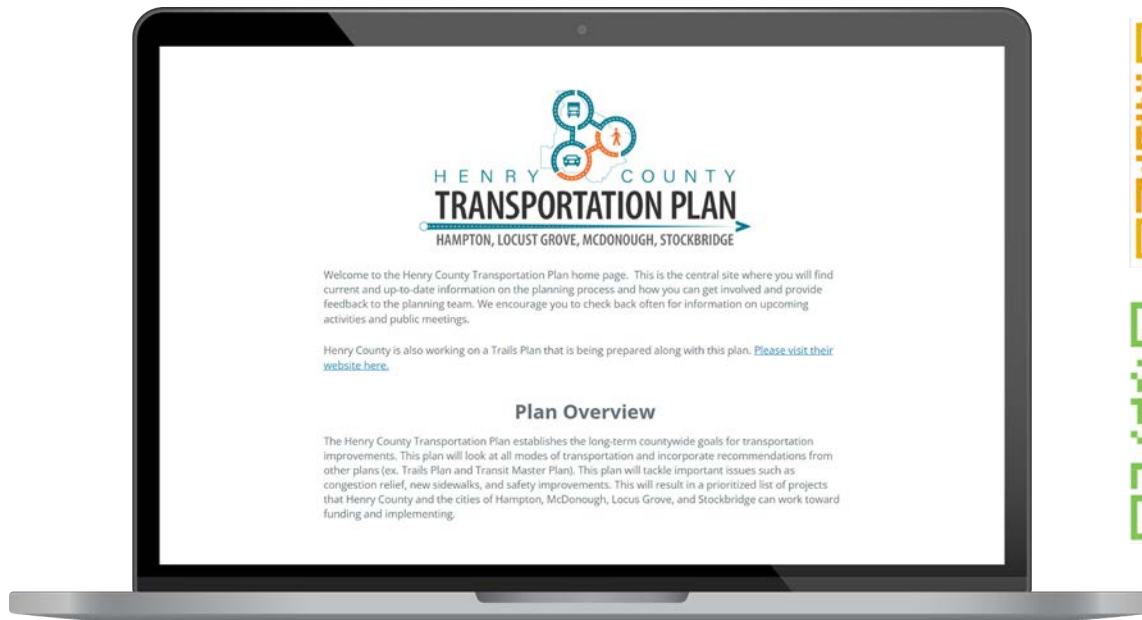 HENRY COUNTY
TRANSPORTATION PLAN
HAMPTON, LOCUST GROVE, MCDONOUGH, STOCKBRIDGE
Welcome to the Henry County Transportation Plan home page. This is the central site where you will find
current and up-to-date information on the planning process and how you can get involved and provide
feedback to the planning team. We encourage you to check back often for information on upcoming
activities and public meetings.
Henry County is also working on a Trails Plan that is being prepared along with this plan. Please visit their
website here.
Plan Overview
The Henry County Transportation Plan establishes the long-term countywide goals for transportation
improvements. This plan will look at all modes of transportation and incorporate recommendations from
other plans (ex. Trails Plan and Transit Master Plan). This plan will tackle important issues such as
congestion relief, new sidewalks, and safety improvements. This will result in a prioritized list of projects
that Henry County and the cities of Hampton, McDonough, Locus Grove, and Stockbridge can work toward
funding and implementing.